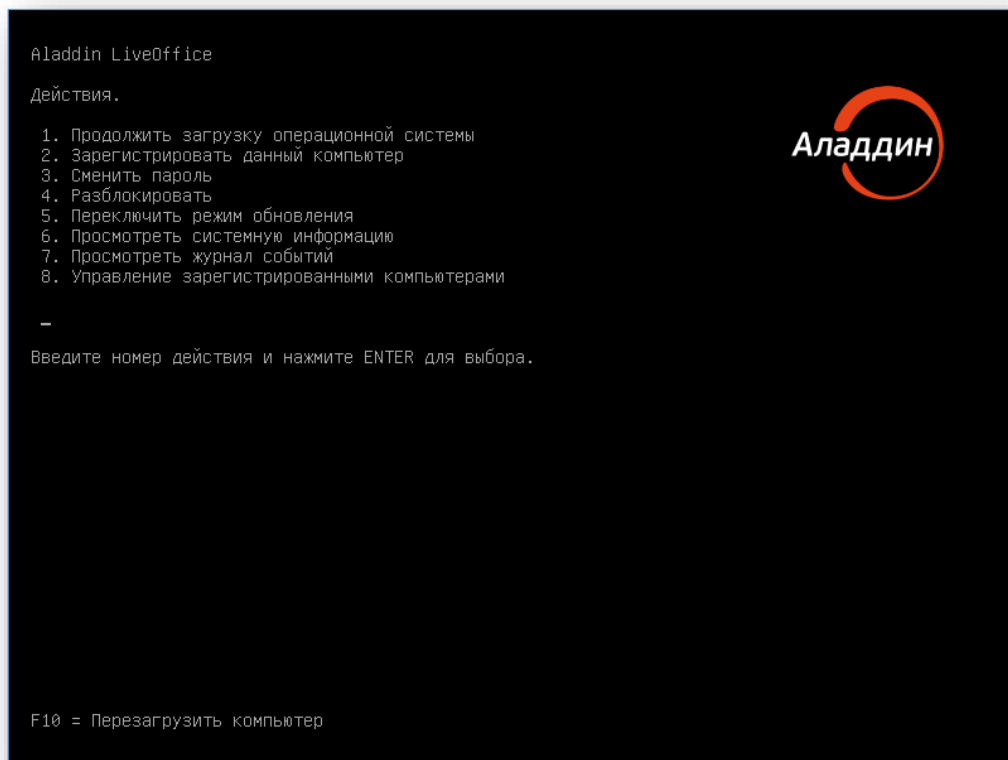 Aladdin LiveOffice
Действия.
Аладдин
1. Продолжить загрузку операционной системы
2. Зарегистрировать данный компьютер
3. Сменить пароль
4. Разблокировать
5. Переключить режим обновления
6. Просмотреть системную информацию
7. Просмотреть журнал событий
8. Управление зарегистрированными компьютерами
Введите номер действия и нажмите ENTER для выбора.
F10 = Перезагрузить компьютер